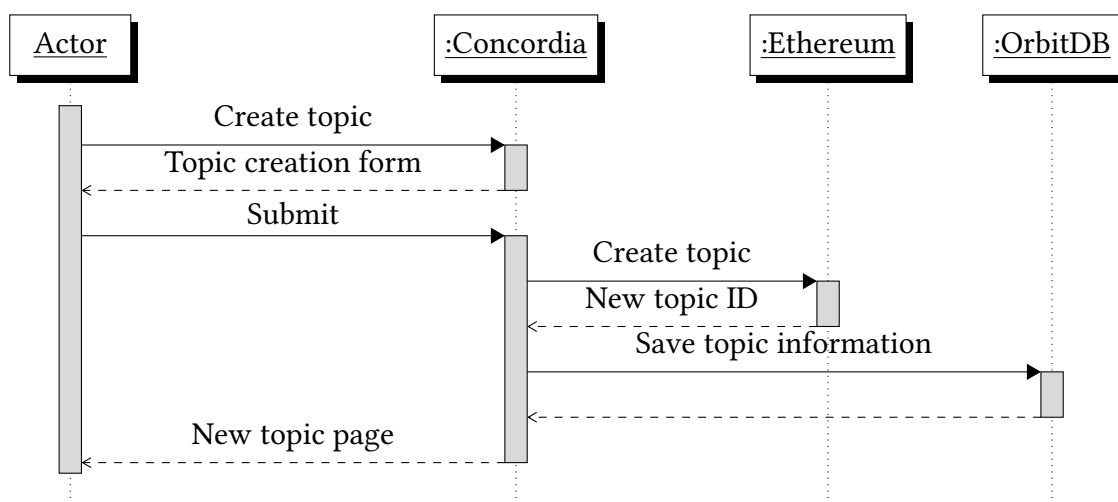 Actor
:Concordia
:Ethereum
:OrbitDB
Create topic
Topic creation form
Submit
Create topic
New topic ID
Save topic information
New topic page